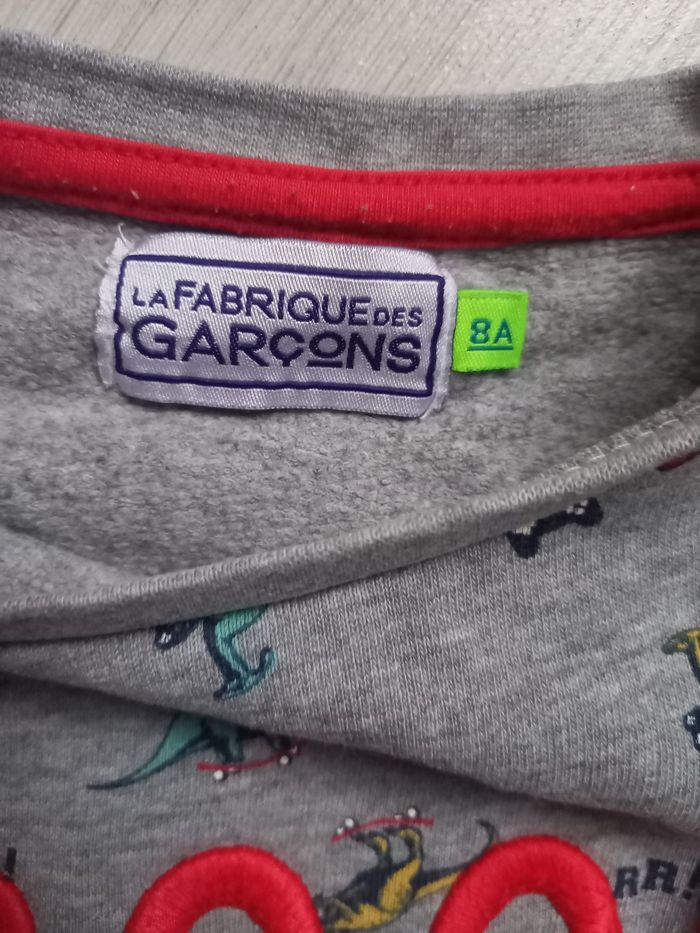 LA FABRIQUE DES
GARÇONS
8A
RR!